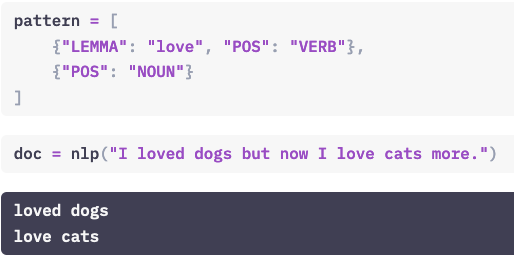 pattern = [
    {"LEMMA": "love", "POS": "VERB"},
    {"POS": "NOUN"}
]
doc = nlp("I loved dogs but now I love cats more.")
loved dogs
love cats